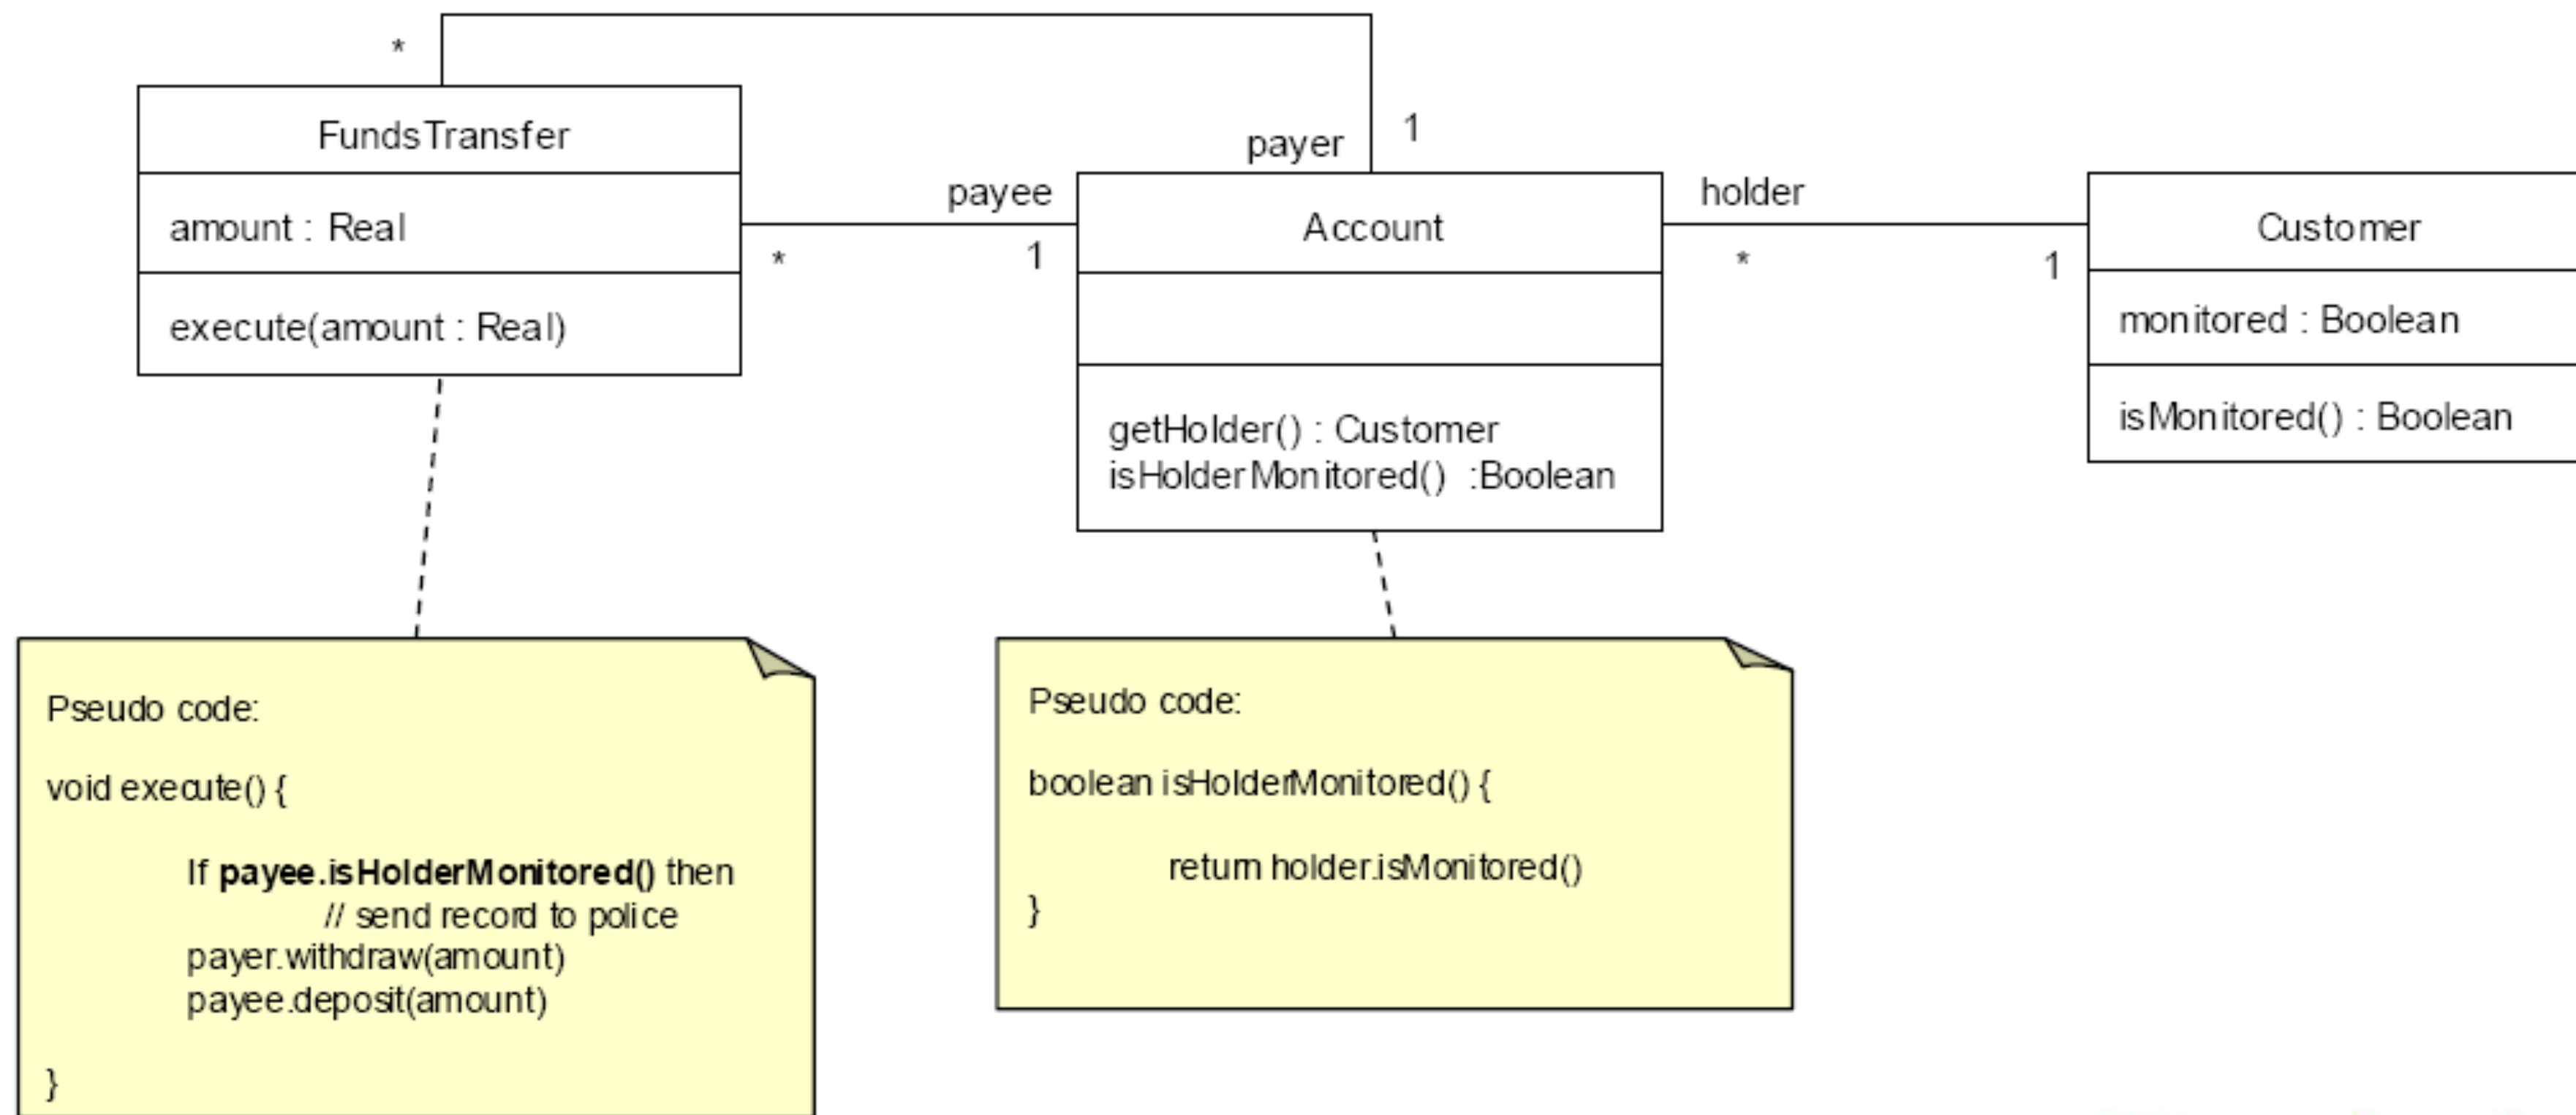 *
FundsTransfer
amount : Real
execute(amount : Real)
*
payee
1
payer
1
Account
getHolder() : Customer
isHolderMonitored() :Boolean
holder
*
1
Customer
monitored : Boolean
isMonitored() : Boolean
Pseudo code:
void execute() {
If payee.isHolderMonitored() then
// send record to police
payer.withdraw(amount)
payee.deposit(amount)
}
Pseudo code:
boolean isHolderMonitored() {
return holder.isMonitored()
}